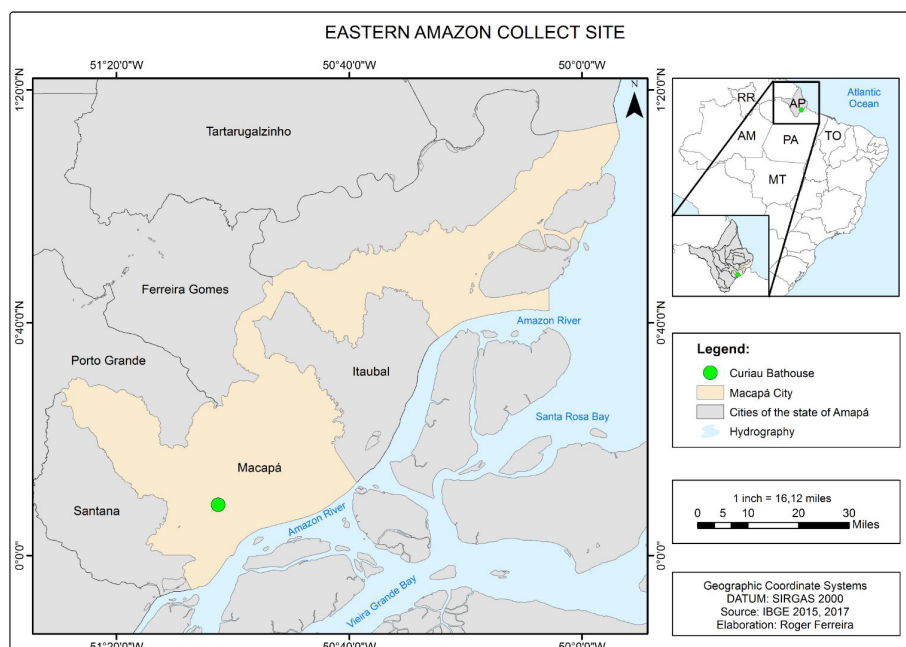 EASTERN AMAZON COLLECT SITE
51°20'0"W
50°40'0"W
50°0'0"W
1°20'0"N
1°20'0"N
Tartarugalzinho
Ferreira Gomes
0°40'0"N
0°40'0"N
Amazon River
Porto Grande
Itaubal
Santa Rosa Bay
Macapá
Santana
Amazon River
0°0'0"
0°0'0"
Vieira Grande Bay
51°20'0"W
50°40'0"W
50°0'0"W
Atlantic
Ocean
RR
AP
AM
PA
TO
MT
Legend:
Curiau Bathouse
Macapá City
Cities of the state of Amapá
Hydrography
1 inch = 16,12 miles
0 5 10 20 30
Miles
Geographic Coordinate Systems
DATUM: SIRGAS 2000
Source: IBGE 2015, 2017
Elaboration: Roger Ferreira